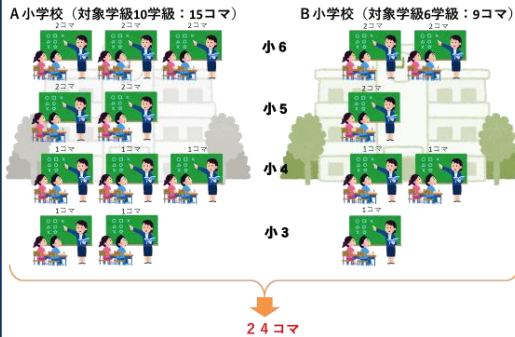 A小学校（対象学級10学級：15コマ）
B小学校（対象学級6学級：9コマ）
2コマ 2コマ 2コマ
小6
2コマ 2コマ
2コマ 2コマ
小5
2コマ
1コマ 1コマ 1コマ
小4
1コマ 1コマ
1コマ 1コマ
小3
1コマ
24コマ